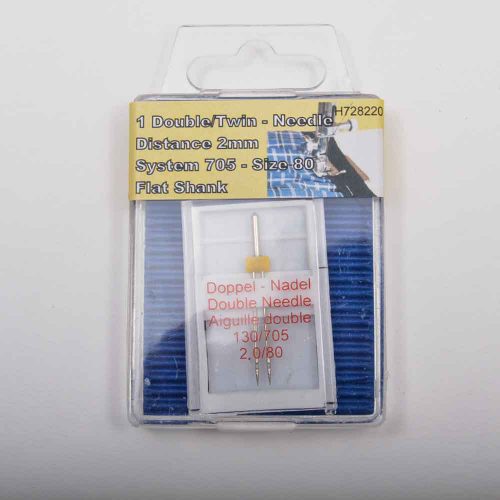 1 Double/Twin - Needle
H728220
Distance 2mm
System 705 - Size 80
Flat Shank
Doppel - Nadel
Double Needle
Aiguille double
130/705
2,0/80